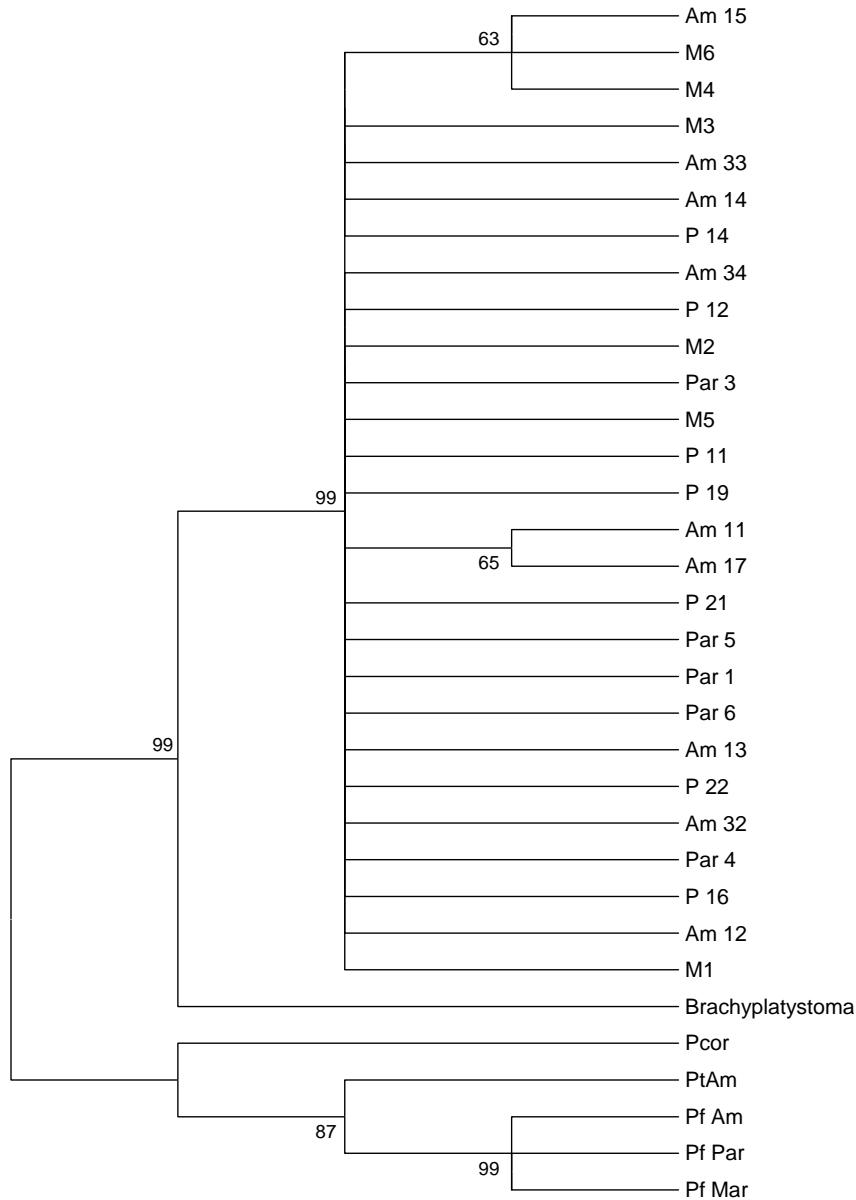 Am 15
63
M6
M4
M3
Am 33
Am 14
P 14
Am 34
P 12
M2
Par 3
M5
P 11
P 19
99
Am 11
65
Am 17
P 21
Par 5
Par 1
Par 6
99
Am 13
P 22
Am 32
Par 4
P 16
Am 12
M1
Brachyplatystoma
Pcor
PtAm
87
Pf Am
Pf Par
99
Pf Mar